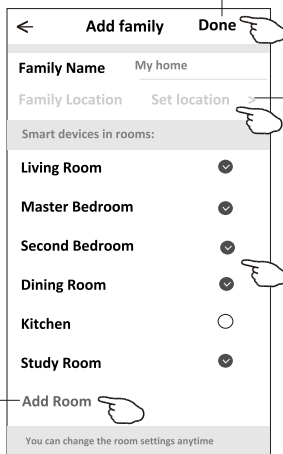 Add family Done
Family Name My home
Family Location Set location >
Smart devices in rooms:
Living Room
Master Bedroom
Second Bedroom
Dining Room
Kitchen
Study Room
Add Room
You can change the room settings anytime